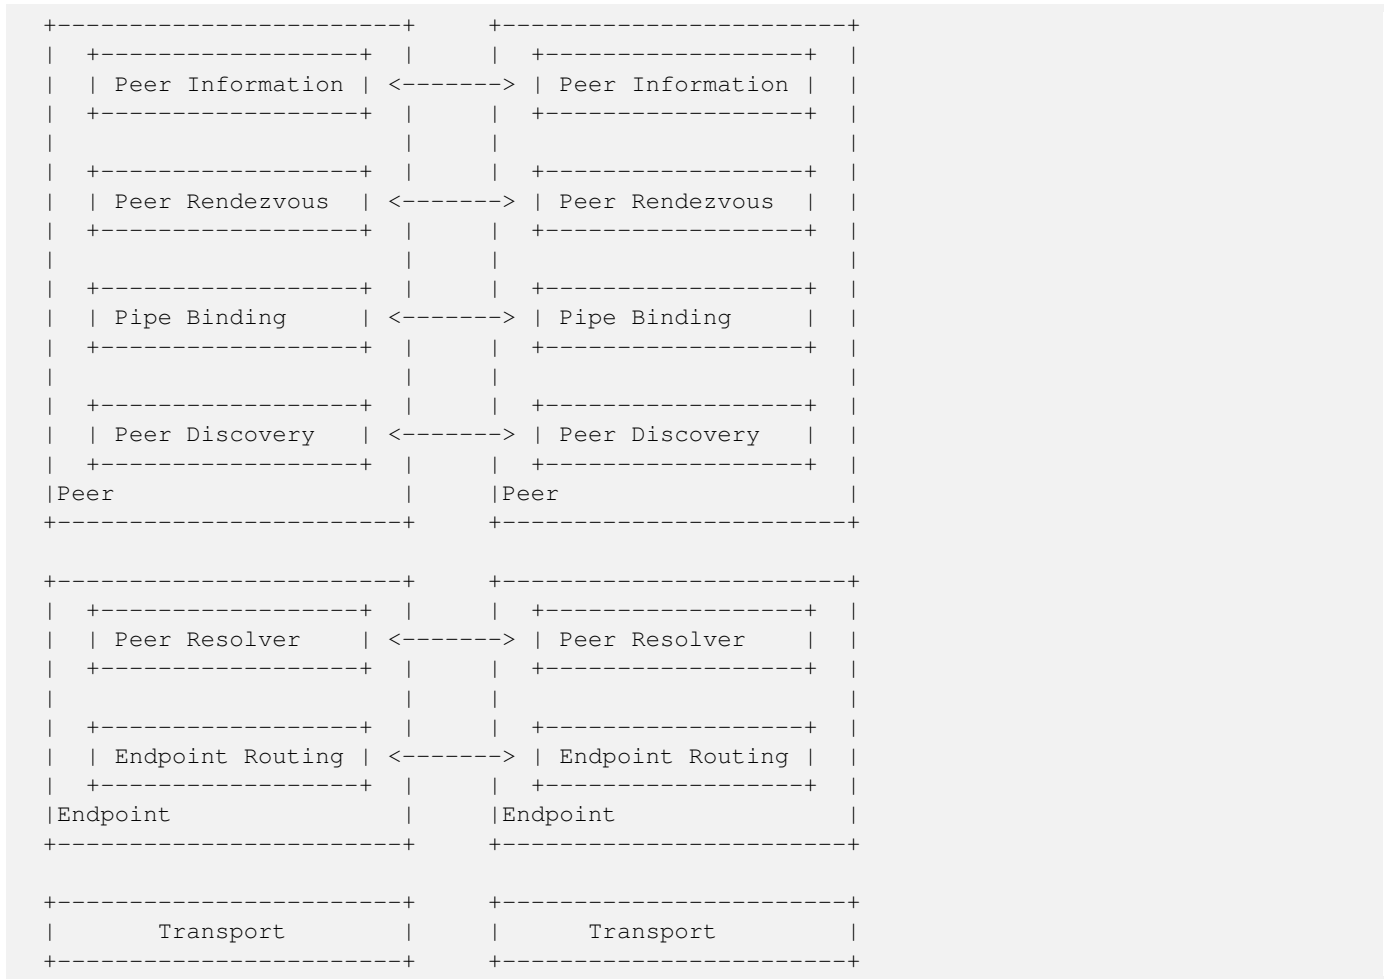 Peer Information <-------> Peer Information
Peer Rendezvous <-------> Peer Rendezvous
Pipe Binding <-------> Pipe Binding
Peer Discovery <-------> Peer Discovery
Peer Peer
Peer Resolver <-------> Peer Resolver
Endpoint Routing <-------> Endpoint Routing
Endpoint Endpoint
Transport Transport